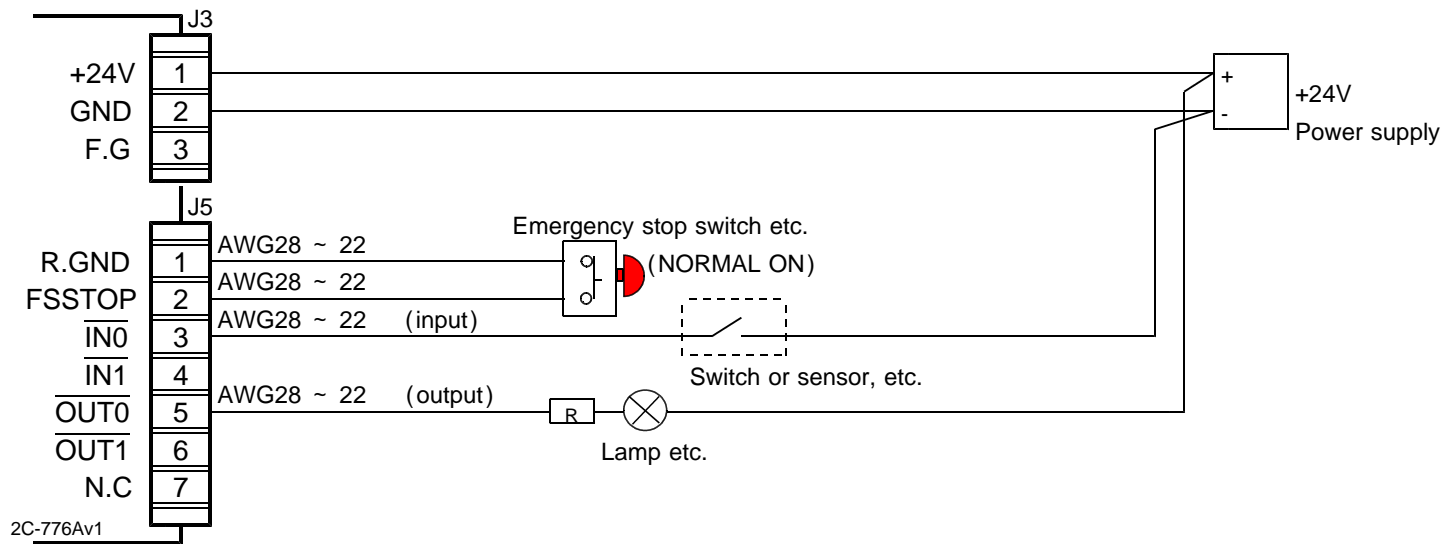 J3
+24V 1
GND 2
F.G 3
+
-
+24V
Power supply
J5
R.GND 1 AWG28 ~ 22
FSSTOP 2 AWG28 ~ 22
Emergency stop switch etc.
(NORMAL ON)
IN0 3 AWG28 ~ 22 (input)
Switch or sensor, etc.
IN1 4
OUT0 5 AWG28 ~ 22 (output)
R
Lamp etc.
OUT1 6
N.C 7
2C-776Av1